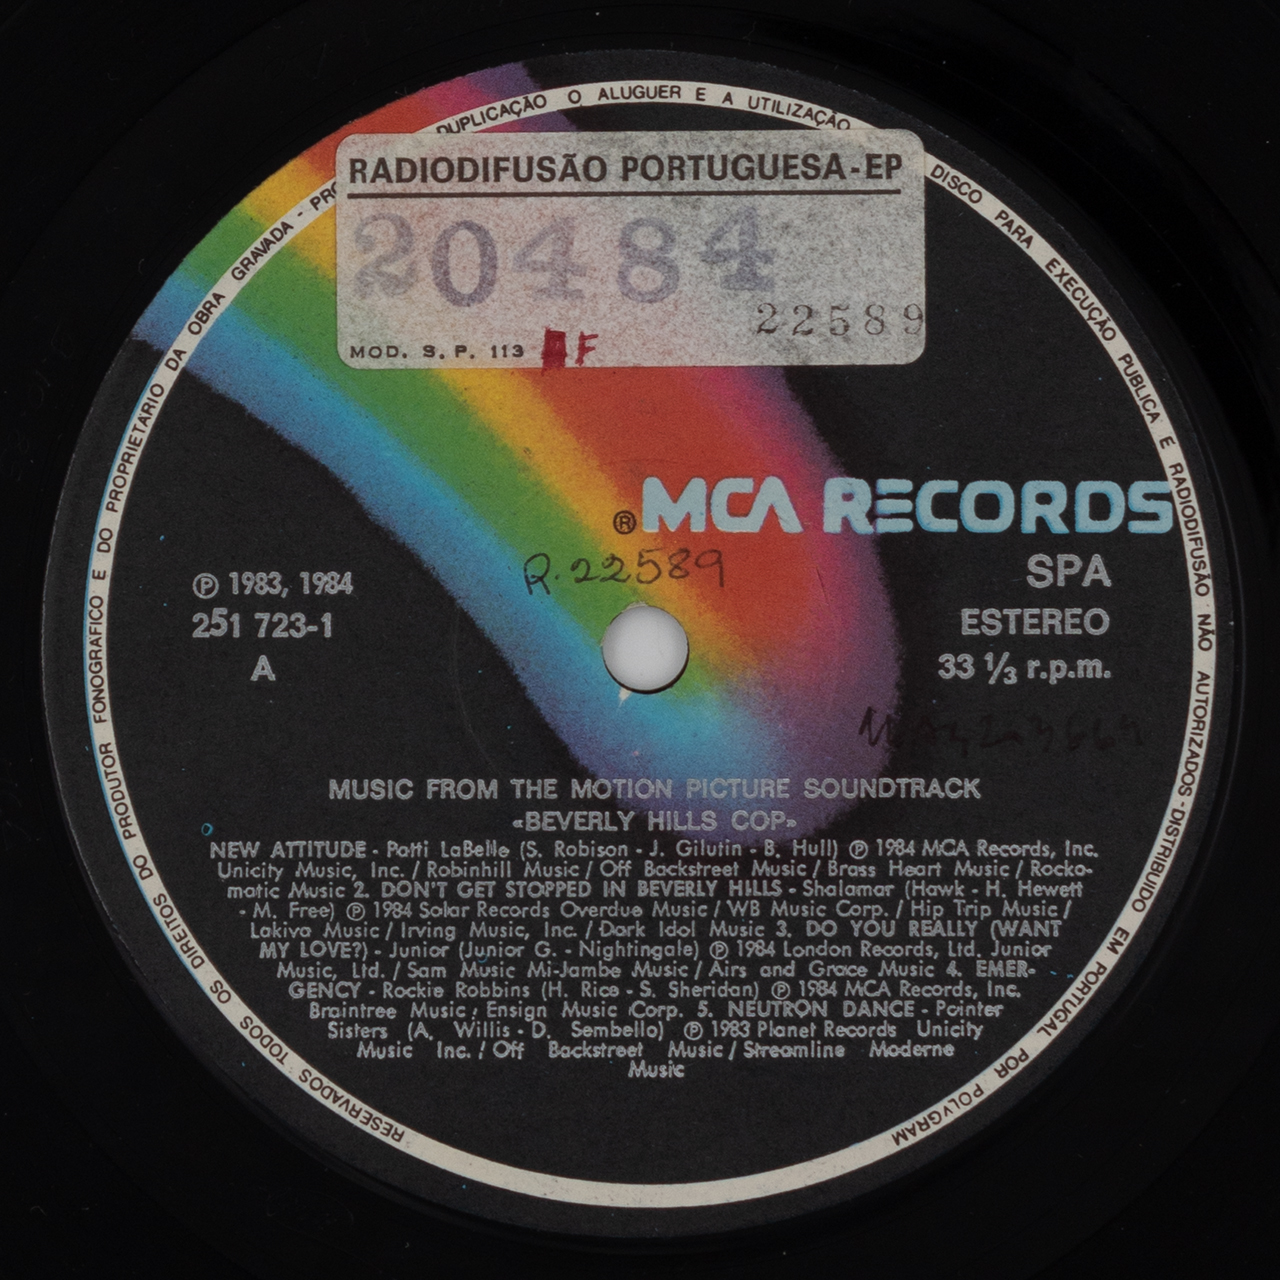 RESERVADOS TODOS OS DIREITOS DO PRODUTOR FONOGRAFICO E DO PROPRIETARIO DA OBRA GRAVADA - DUPLICAÇÃO O ALUGUER E A UTILIZAÇÃO DISCO PARA EXECUÇÃO PUBLICA E RADIODIFUSÃO NÃO AUTORIZADOS - DISTRIBUIDO EM PORTUGAL POR POLYGRAM
RADIODIFUSÃO PORTUGUESA-EP
20484
22589
MOD. S. P. 113 F
® MCA RECORDS
R.22589
SPA
ESTEREO
33 ⅓ r.p.m.
℗ 1983, 1984
251 723-1
A
MUSIC FROM THE MOTION PICTURE SOUNDTRACK
«BEVERLY HILLS COP»
NEW ATTITUDE - Patti LaBelle (S. Robison - J. Gilutin - B. Hull) ℗ 1984 MCA Records, Inc.
Unicity Music, Inc. / Robinhill Music / Off Backstreet Music / Brass Heart Music / Rocko-
matic Music 2. DON'T GET STOPPED IN BEVERLY HILLS - Shalamar (Hawk - H. Hewett
- M. Free) ℗ 1984 Solar Records Overdue Music / WB Music Corp. / Hip Trip Music /
Lakiva Music / Irving Music, Inc. / Dark Idol Music 3. DO YOU REALLY (WANT
MY LOVE?) - Junior (Junior G. - Nightingale) ℗ 1984 London Records, Ltd. Junior
Music, Ltd. / Sam Music Mi-Jambe Music / Airs and Grace Music 4. EMER-
GENCY - Rockie Robbins (H. Rice - S. Sheridan) ℗ 1984 MCA Records, Inc.
Braintree Music / Ensign Music Corp. 5. NEUTRON DANCE - Pointer
Sisters (A. Willis - D. Sembello) ℗ 1983 Planet Records Unicity
Music Inc. / Off Backstreet Music / Streamline Moderne
Music